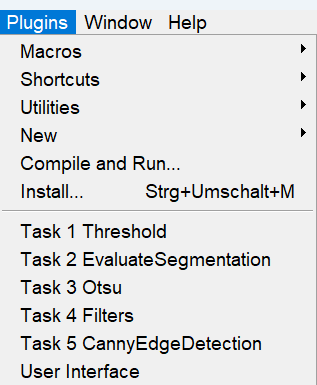 Plugins Window Help
Macros
Shortcuts
Utilities
New
Compile and Run...
Install... Strg+Umschalt+M
Task 1 Threshold
Task 2 EvaluateSegmentation
Task 3 Otsu
Task 4 Filters
Task 5 CannyEdgeDetection
User Interface